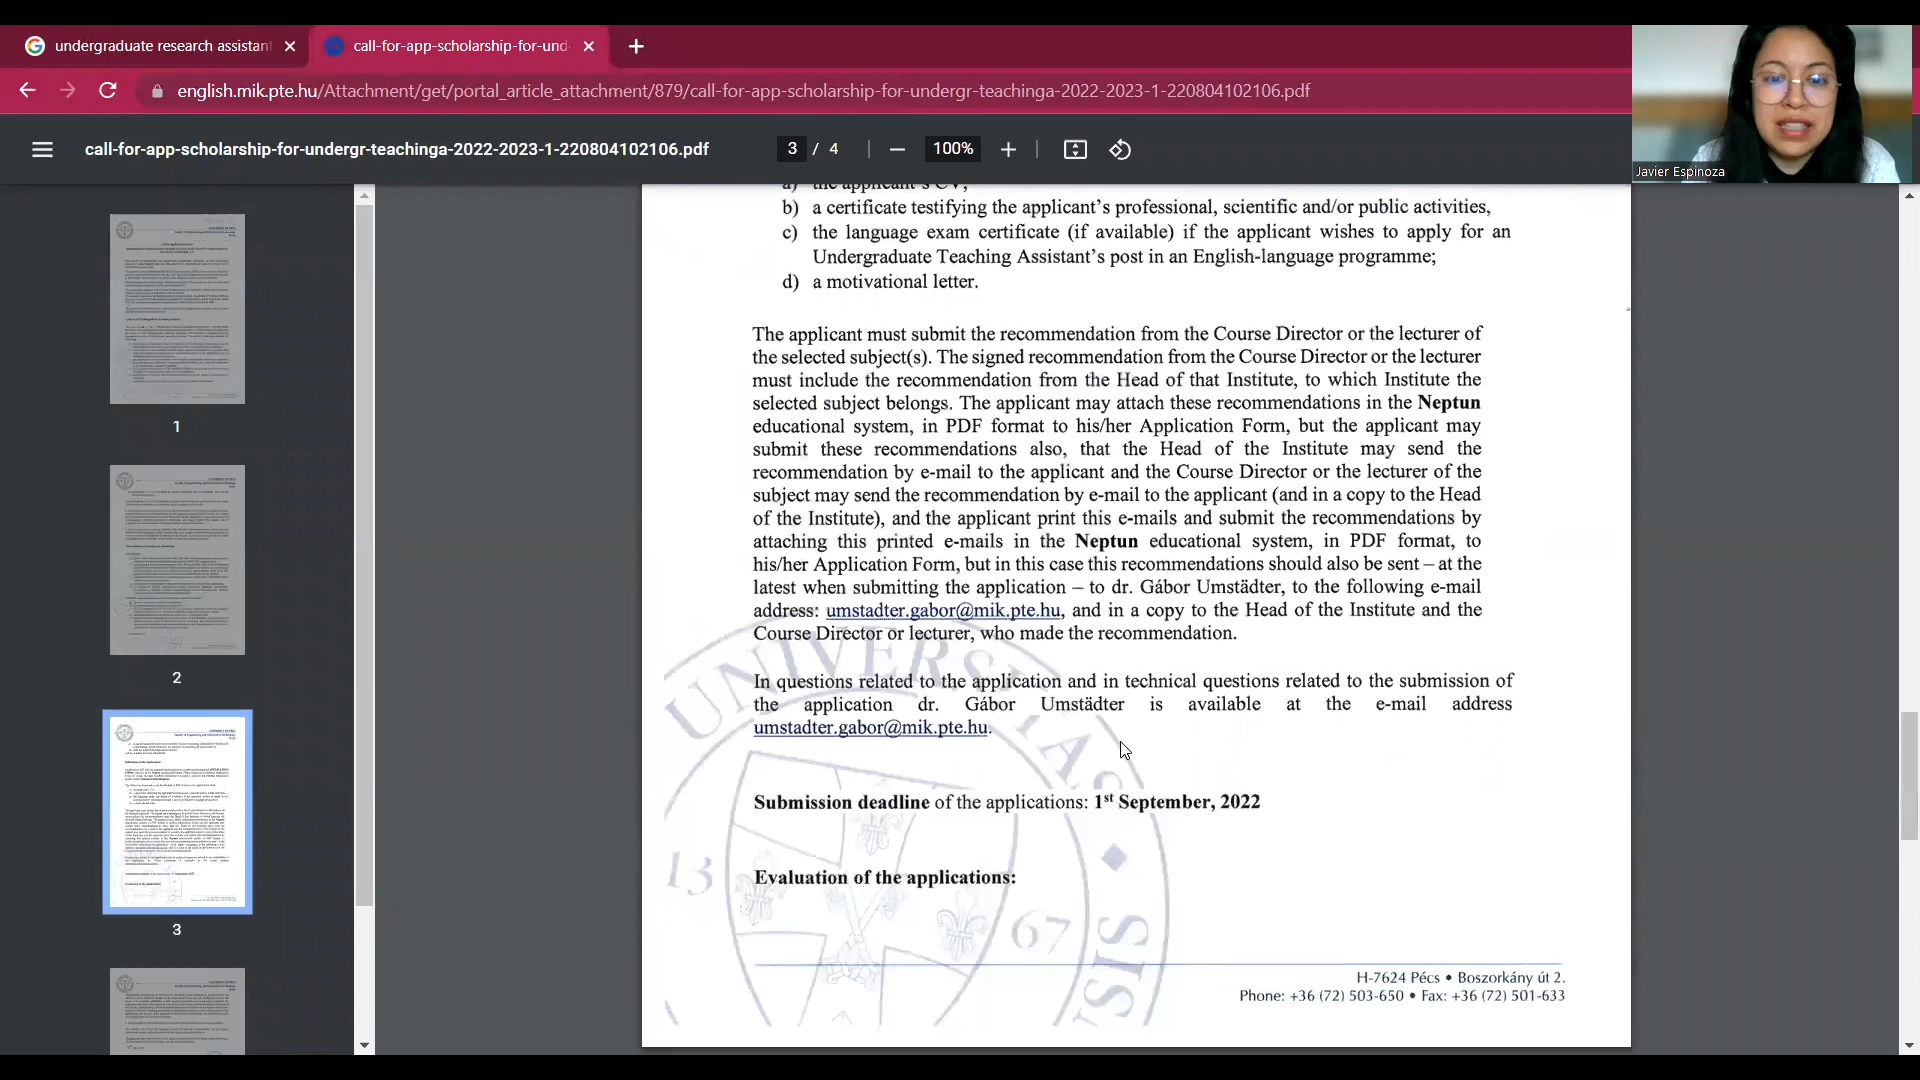 undergraduate research assistan
call-for-app-scholarship-for-und
english.mik.pte.hu/Attachment/get/portal_article_attachment/879/call-for-app-scholarship-for-undergr-teachinga-2022-2023-1-220804102106.pdf
call-for-app-scholarship-for-undergr-teachinga-2022-2023-1-220804102106.pdf
3 / 4
100%
Javier Espinoza
1
2
3
a) the applicant's CV;
b) a certificate testifying the applicant's professional, scientific and/or public activities,
c) the language exam certificate (if available) if the applicant wishes to apply for an
Undergraduate Teaching Assistant's post in an English-language programme;
d) a motivational letter.
The applicant must submit the recommendation from the Course Director or the lecturer of
the selected subject(s). The signed recommendation from the Course Director or the lecturer
must include the recommendation from the Head of that Institute, to which Institute the
selected subject belongs. The applicant may attach these recommendations in the Neptun
educational system, in PDF format to his/her Application Form, but the applicant may
submit these recommendations also, that the Head of the Institute may send the
recommendation by e-mail to the applicant and the Course Director or the lecturer of the
subject may send the recommendation by e-mail to the applicant (and in a copy to the Head
of the Institute), and the applicant print this e-mails and submit the recommendations by
attaching this printed e-mails in the Neptun educational system, in PDF format, to
his/her Application Form, but in this case this recommendations should also be sent – at the
latest when submitting the application – to dr. Gábor Umstädter, to the following e-mail
address: umstadter.gabor@mik.pte.hu, and in a copy to the Head of the Institute and the
Course Director or lecturer, who made the recommendation.
In questions related to the application and in technical questions related to the submission of
the application dr. Gábor Umstädter is available at the e-mail address
umstadter.gabor@mik.pte.hu.
Submission deadline of the applications: 1st September, 2022
Evaluation of the applications:
UNIVERSITAS
SIS
13
67
H-7624 Pécs • Boszorkány út 2.
Phone: +36 (72) 503-650 • Fax: +36 (72) 501-633